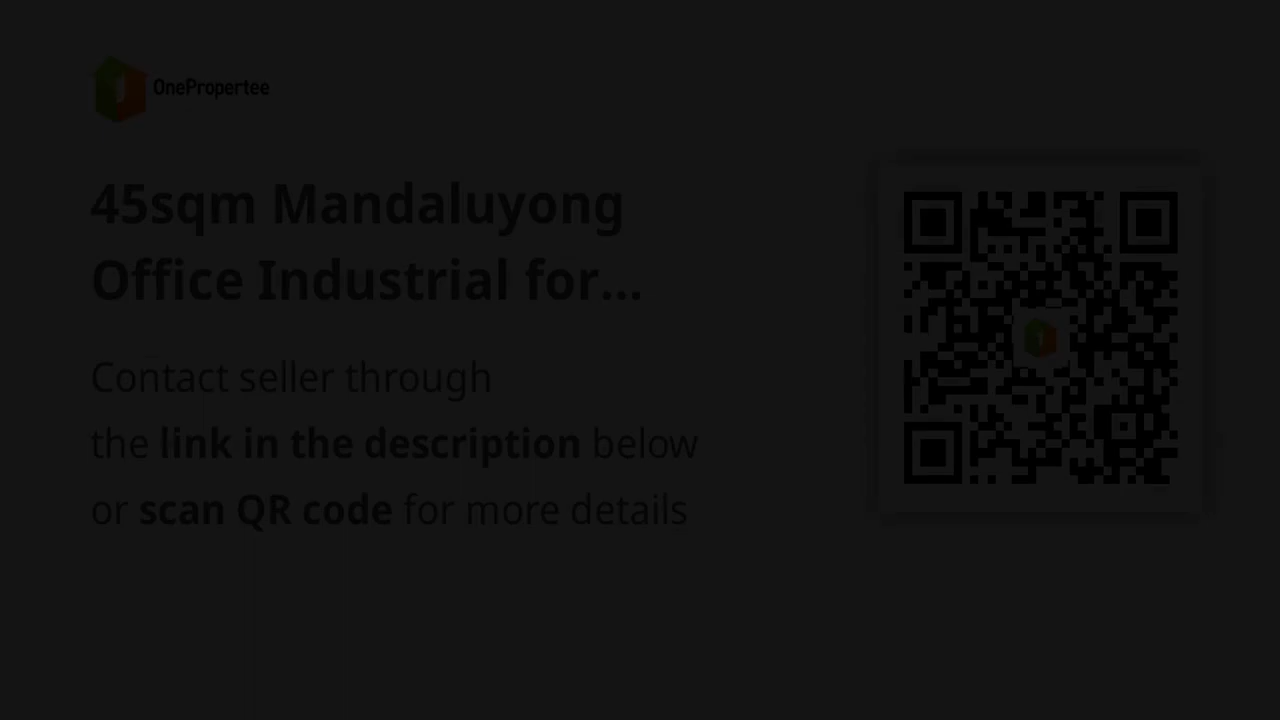 OnePropertee
45sqm Mandaluyong
Office Industrial for...
Contact seller through
the link in the description below
or scan QR code for more details